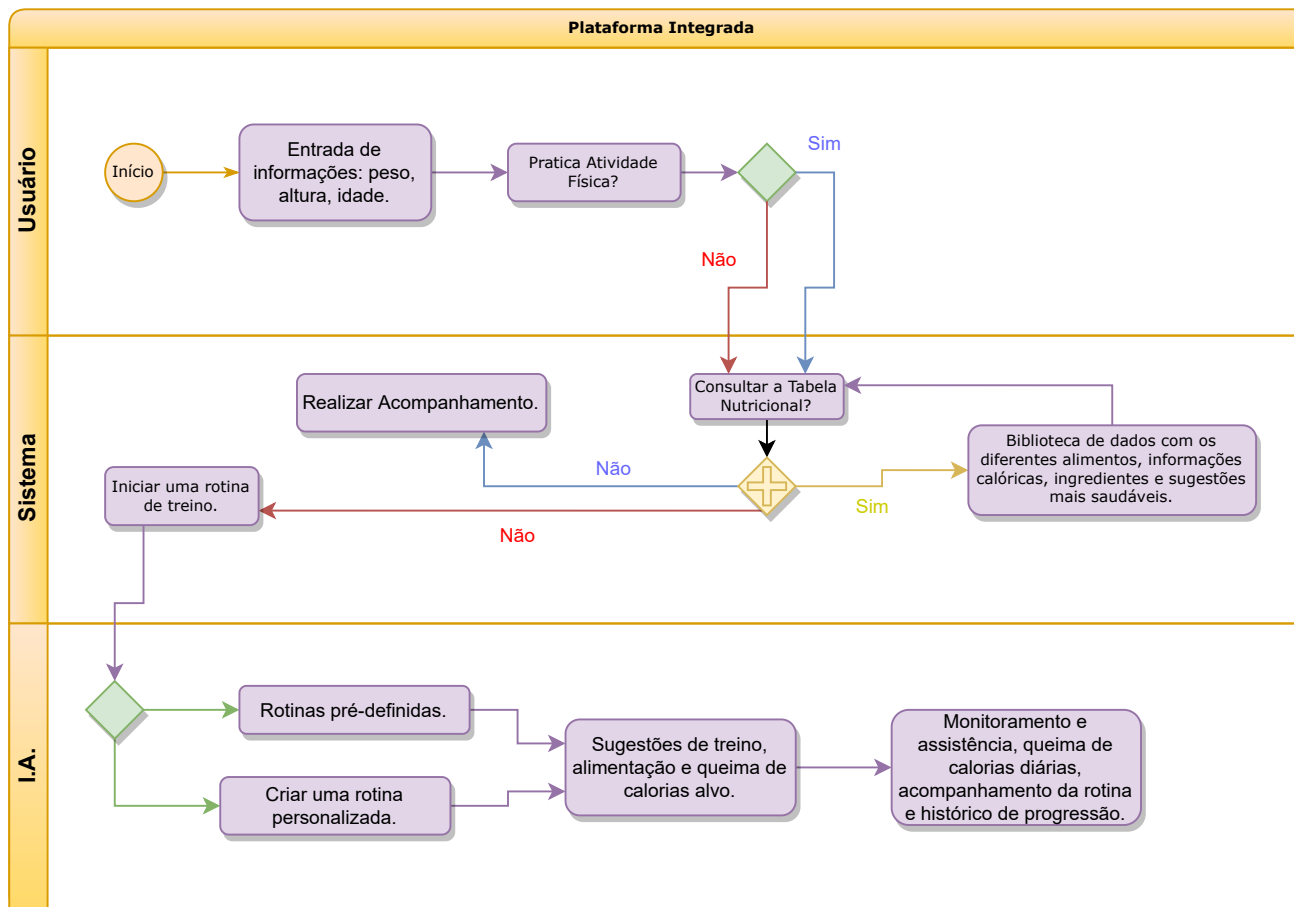 Plataforma Integrada
Usuário
Início
Entrada de
informações: peso,
altura, idade.
Pratica Atividade
Física?
Sim
Não
Sistema
Realizar Acompanhamento.
Consultar a Tabela
Nutricional?
Biblioteca de dados com os
diferentes alimentos, informações
calóricas, ingredientes e sugestões
mais saudáveis.
Não
Sim
Iniciar uma rotina
de treino.
Não
I.A.
Rotinas pré-definidas.
Criar uma rotina
personalizada.
Sugestões de treino,
alimentação e queima de
calorias alvo.
Monitoramento e
assistência, queima de
calorias diárias,
acompanhamento da rotina
e histórico de progressão.